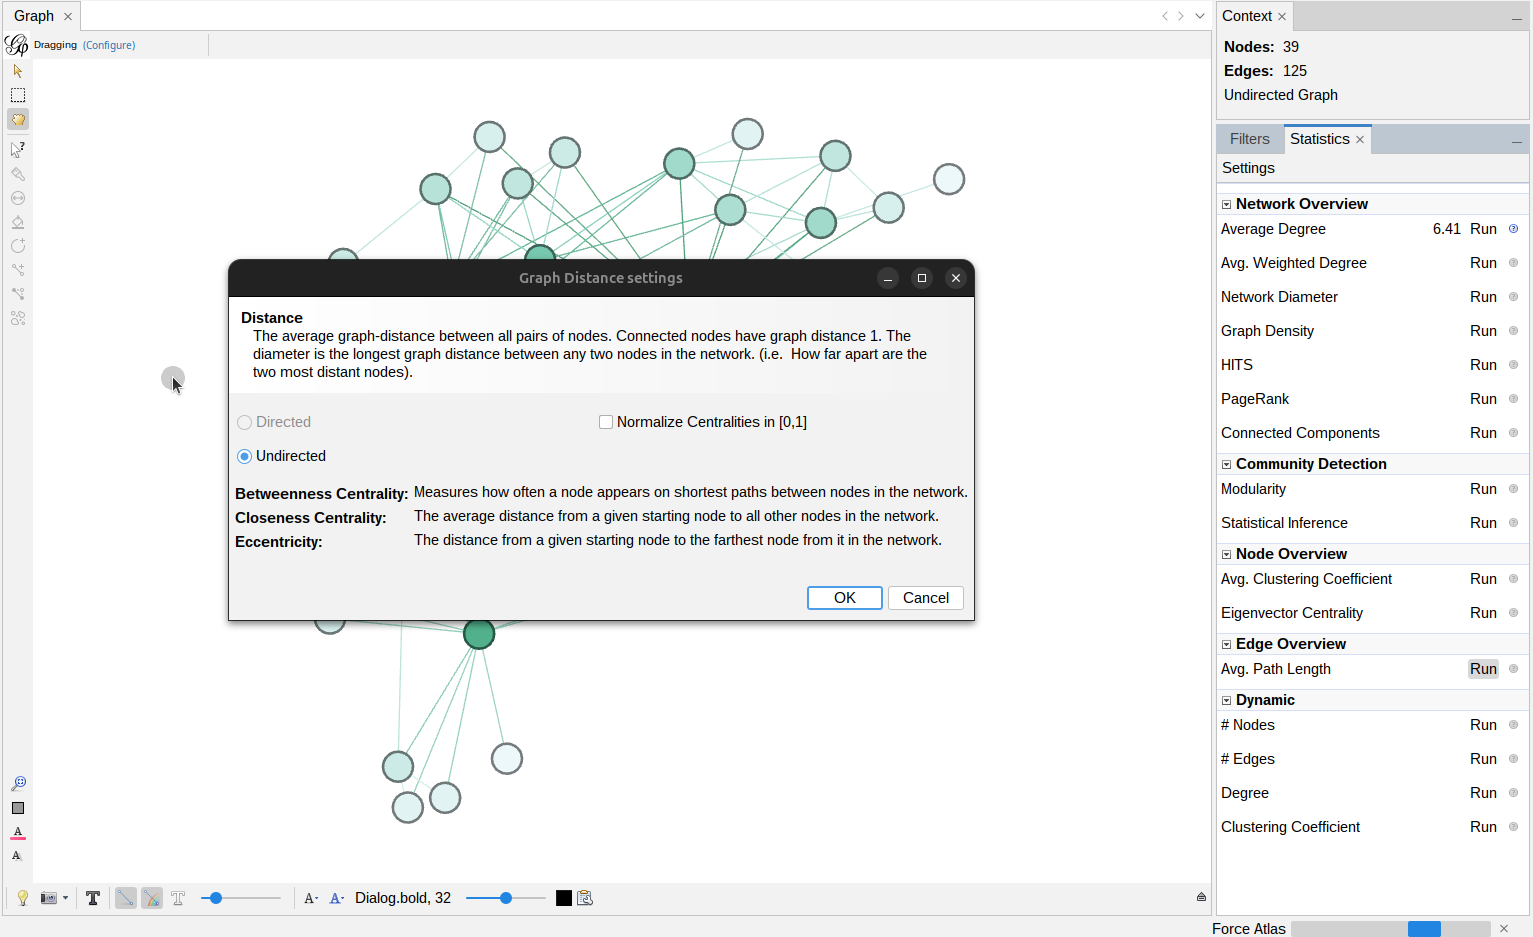 Graph
Dragging (Configure)
Graph Distance settings
Distance
The average graph-distance between all pairs of nodes. Connected nodes have graph distance 1. The
diameter is the longest graph distance between any two nodes in the network. (i.e. How far apart are the
two most distant nodes).
Directed
Normalize Centralities in [0,1]
Undirected
Betweenness Centrality: Measures how often a node appears on shortest paths between nodes in the network.
Closeness Centrality: The average distance from a given starting node to all other nodes in the network.
Eccentricity: The distance from a given starting node to the farthest node from it in the network.
OK
Cancel
Dialog.bold, 32
Context
Nodes: 39
Edges: 125
Undirected Graph
Filters
Statistics
Settings
Network Overview
Average Degree 6.41 Run
Avg. Weighted Degree Run
Network Diameter Run
Graph Density Run
HITS Run
PageRank Run
Connected Components Run
Community Detection
Modularity Run
Statistical Inference Run
Node Overview
Avg. Clustering Coefficient Run
Eigenvector Centrality Run
Edge Overview
Avg. Path Length Run
Dynamic
# Nodes Run
# Edges Run
Degree Run
Clustering Coefficient Run
Force Atlas